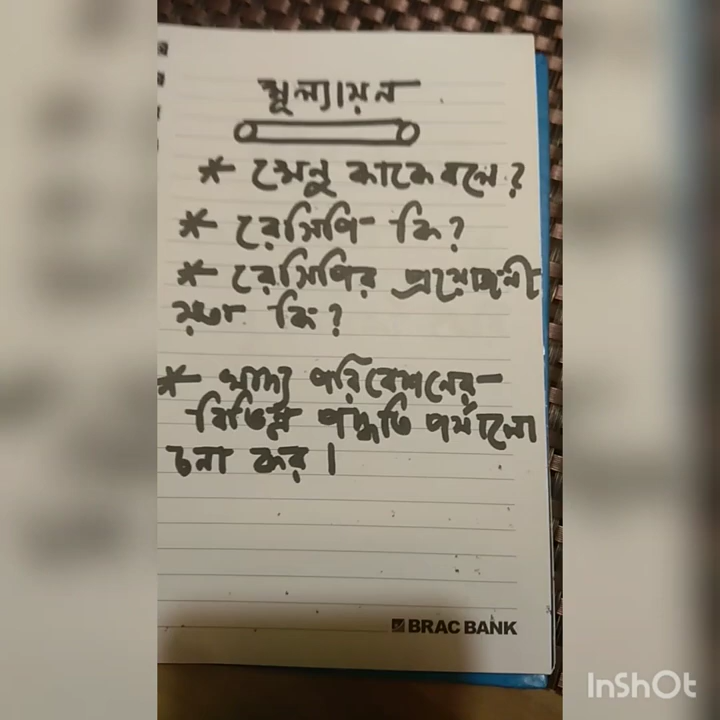 মূল্যায়ন
* মেনু কাকে বলে?
* রেসিপি কি?
* রেসিপির প্রয়োজনী
য়তা কি?
* খাদ্য পরিবেশনের
বিভিন্ন পদ্ধতি পর্যালো
চনা কর।
BRAC BANK
InShOt